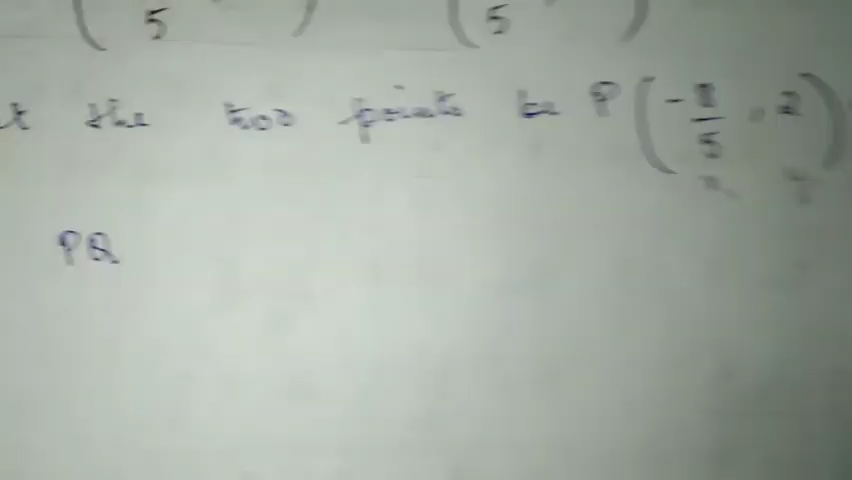 ( 5 ) ( 5 )
the two points be P ( - 8/5 , 2 )
PQ